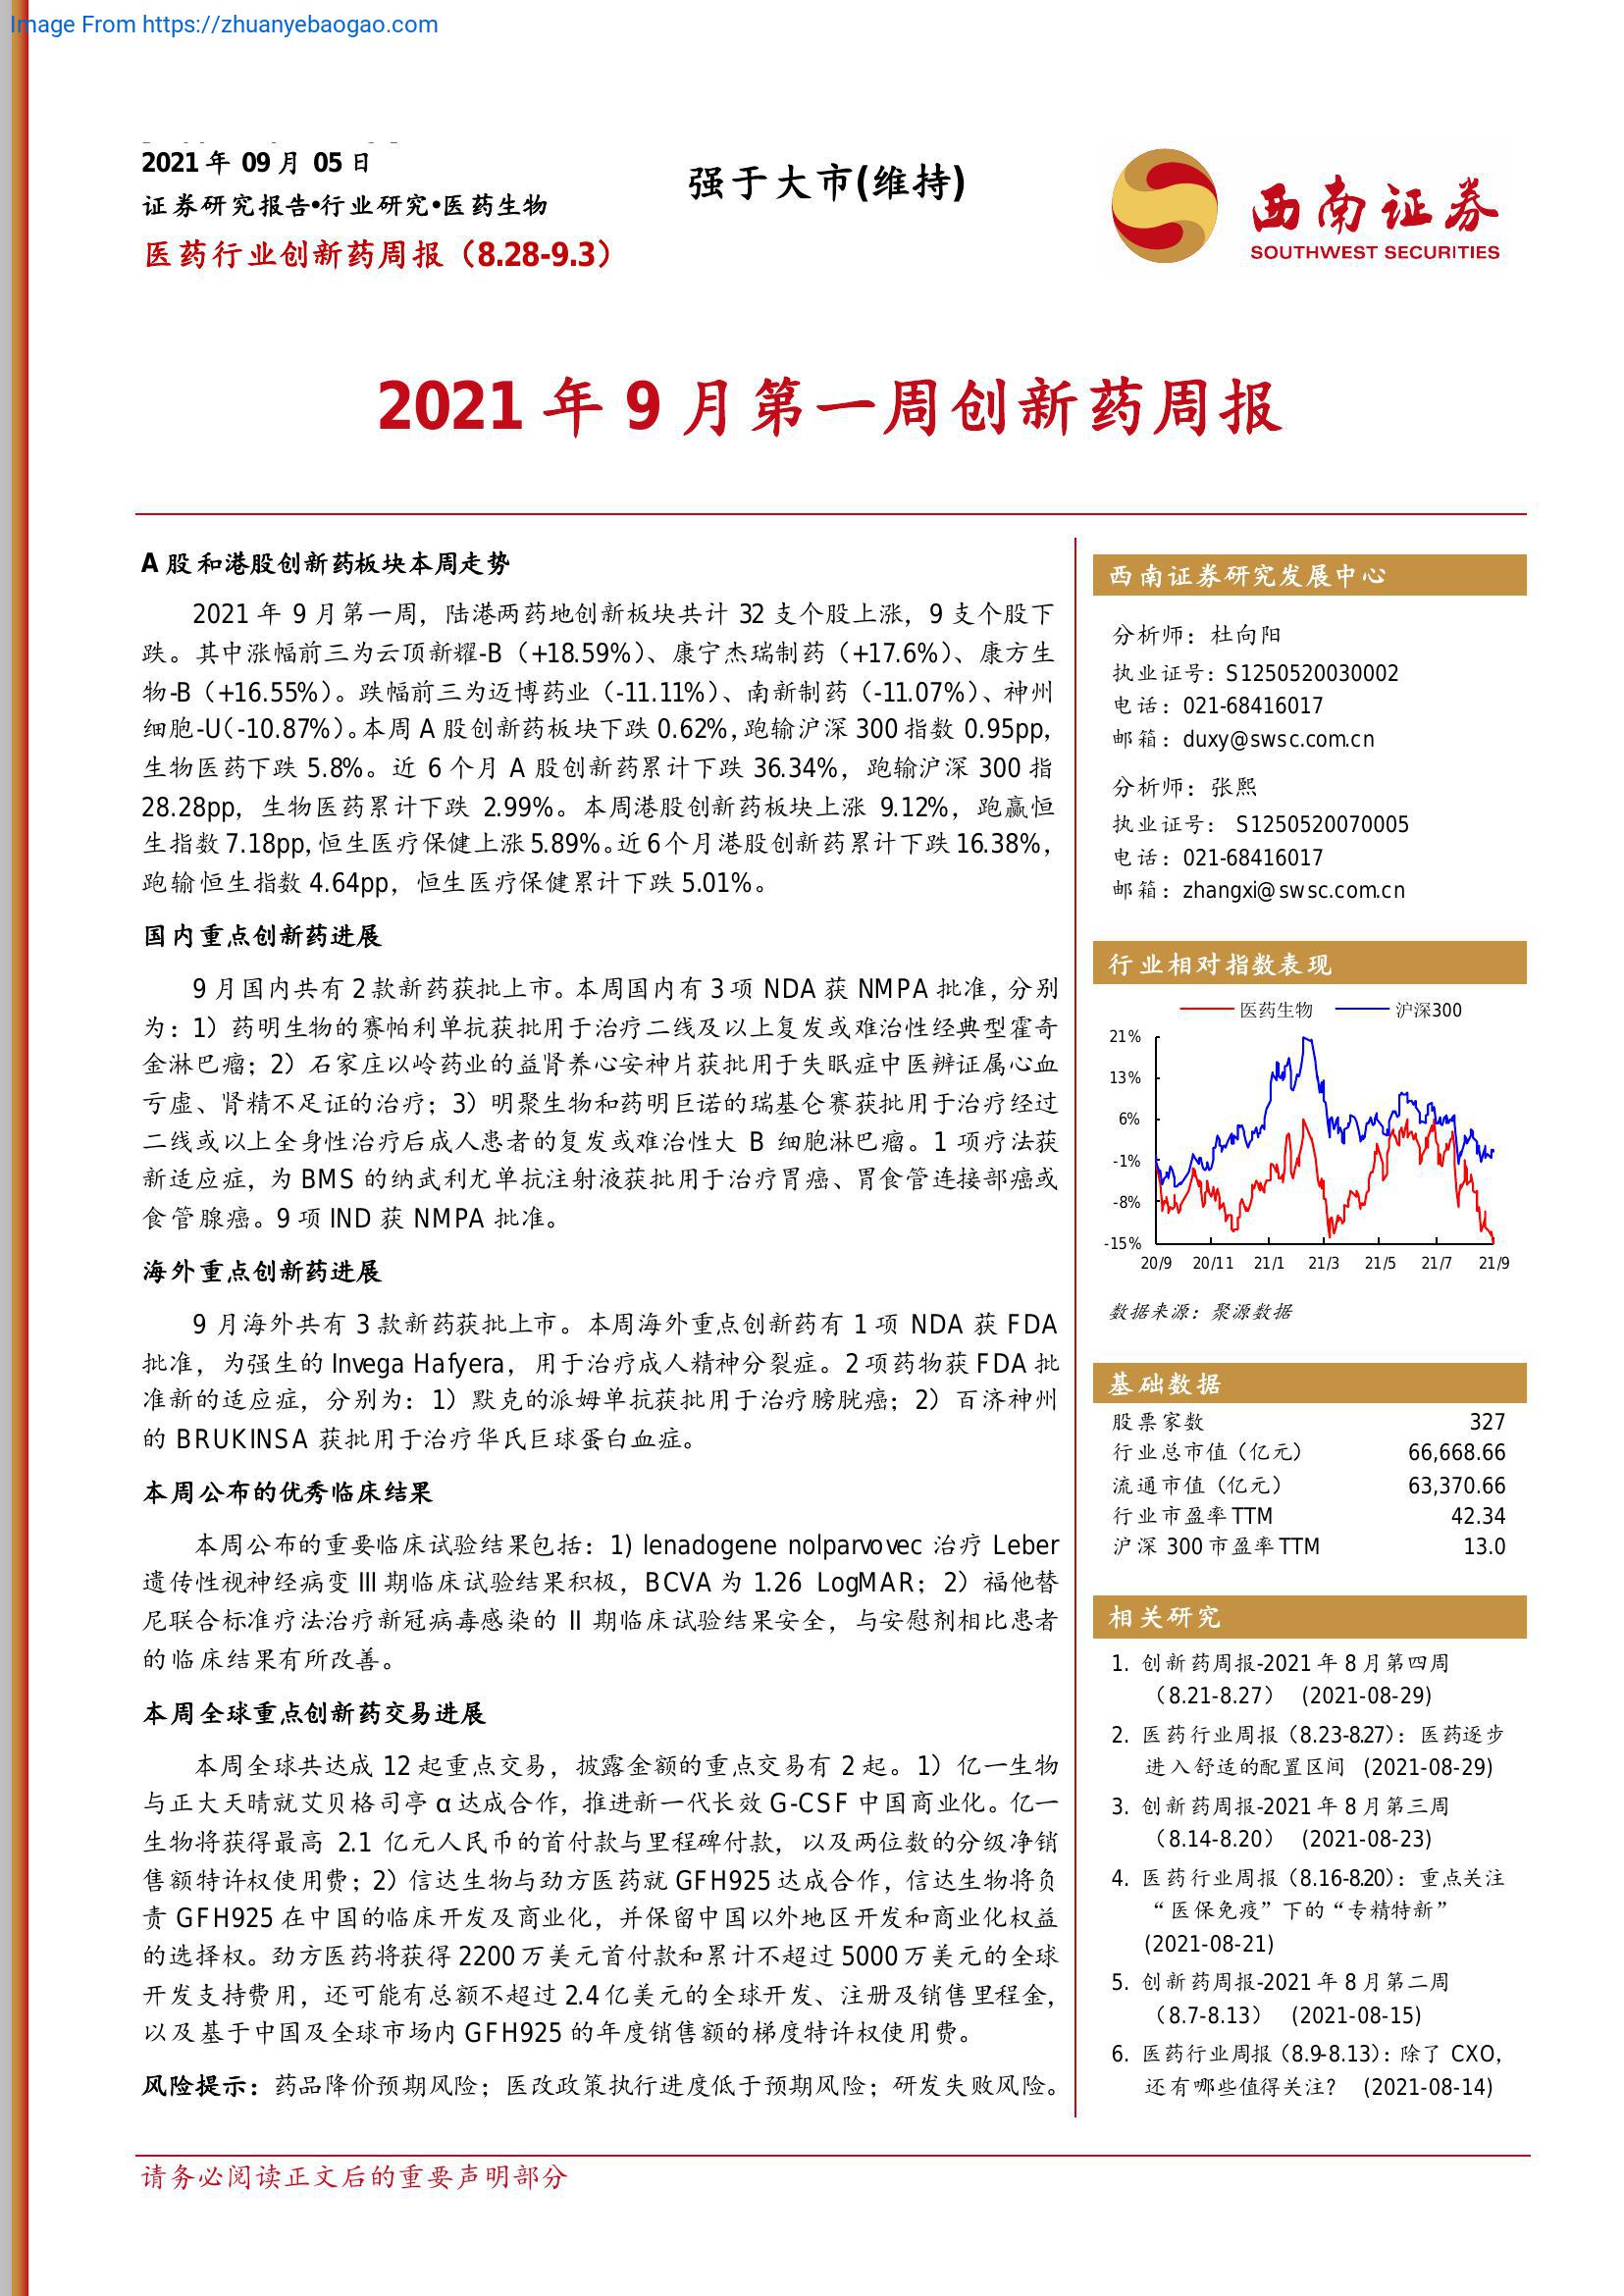 Image From https://zhuanyebaogao.com
2021 年 09 月 05 日
证券研究报告•行业研究•医药生物
医药行业创新药周报（8.28-9.3）
强于大市(维持)
西南证券
SOUTHWEST SECURITIES
2021 年 9 月第一周创新药周报
A 股和港股创新药板块本周走势
2021 年 9 月第一周，陆港两药地创新板块共计 32 支个股上涨，9 支个股下
跌。其中涨幅前三为云顶新耀-B（+18.59%）、康宁杰瑞制药（+17.6%）、康方生
物-B（+16.55%）。跌幅前三为迈博药业（-11.11%）、南新制药（-11.07%）、神州
细胞-U（-10.87%）。本周 A 股创新药板块下跌 0.62%，跑输沪深 300 指数 0.95pp，
生物医药下跌 5.8%。近 6 个月 A 股创新药累计下跌 36.34%，跑输沪深 300 指
28.28pp，生物医药累计下跌 2.99%。本周港股创新药板块上涨 9.12%，跑赢恒
生指数 7.18pp，恒生医疗保健上涨 5.89%。近 6 个月港股创新药累计下跌 16.38%，
跑输恒生指数 4.64pp，恒生医疗保健累计下跌 5.01%。
国内重点创新药进展
9 月国内共有 2 款新药获批上市。本周国内有 3 项 NDA 获 NMPA 批准，分别
为：1）药明生物的赛帕利单抗获批用于治疗二线及以上复发或难治性经典型霍奇
金淋巴瘤；2）石家庄以岭药业的益肾养心安神片获批用于失眠症中医辨证属心血
亏虚、肾精不足证的治疗；3）明聚生物和药明巨诺的瑞基仑赛获批用于治疗经过
二线或以上全身性治疗后成人患者的复发或难治性大 B 细胞淋巴瘤。1 项疗法获
新适应症，为 BMS 的纳武利尤单抗注射液获批用于治疗胃癌、胃食管连接部癌或
食管腺癌。9 项 IND 获 NMPA 批准。
海外重点创新药进展
9 月海外共有 3 款新药获批上市。本周海外重点创新药有 1 项 NDA 获 FDA
批准，为强生的 Invega Hafyera，用于治疗成人精神分裂症。2 项药物获 FDA 批
准新的适应症，分别为：1）默克的派姆单抗获批用于治疗膀胱癌；2）百济神州
的 BRUKINSA 获批用于治疗华氏巨球蛋白血症。
本周公布的优秀临床结果
本周公布的重要临床试验结果包括：1) lenadogene nolparvovec 治疗 Leber
遗传性视神经病变 III 期临床试验结果积极，BCVA 为 1.26 LogMAR；2）福他替
尼联合标准疗法治疗新冠病毒感染的 II 期临床试验结果安全，与安慰剂相比患者
的临床结果有所改善。
本周全球重点创新药交易进展
本周全球共达成 12 起重点交易，披露金额的重点交易有 2 起。1）亿一生物
与正大天晴就艾贝格司亭 α 达成合作，推进新一代长效 G-CSF 中国商业化。亿一
生物将获得最高 2.1 亿元人民币的首付款与里程碑付款，以及两位数的分级净销
售额特许权使用费；2）信达生物与劲方医药就 GFH925 达成合作，信达生物将负
责 GFH925 在中国的临床开发及商业化，并保留中国以外地区开发和商业化权益
的选择权。劲方医药将获得 2200 万美元首付款和累计不超过 5000 万美元的全球
开发支持费用，还可能有总额不超过 2.4 亿美元的全球开发、注册及销售里程金，
以及基于中国及全球市场内 GFH925 的年度销售额的梯度特许权使用费。
风险提示：药品降价预期风险；医改政策执行进度低于预期风险；研发失败风险。
西南证券研究发展中心
分析师：杜向阳
执业证号：S1250520030002
电话：021-68416017
邮箱：duxy@swsc.com.cn
分析师：张熙
执业证号： S1250520070005
电话：021-68416017
邮箱：zhangxi@swsc.com.cn
行业相对指数表现
医药生物 沪深300
21%
13%
6%
-1%
-8%
-15%
20/9 20/11 21/1 21/3 21/5 21/7 21/9
数据来源：聚源数据
基础数据
股票家数 327
行业总市值（亿元） 66,668.66
流通市值（亿元） 63,370.66
行业市盈率 TTM 42.34
沪深 300 市盈率 TTM 13.0
相关研究
1. 创新药周报-2021 年 8 月第四周
（8.21-8.27） (2021-08-29)
2. 医药行业周报（8.23-8.27）：医药逐步
进入舒适的配置区间 (2021-08-29)
3. 创新药周报-2021 年 8 月第三周
（8.14-8.20） (2021-08-23)
4. 医药行业周报（8.16-8.20）：重点关注
“医保免疫”下的“专精特新”
(2021-08-21)
5. 创新药周报-2021 年 8 月第二周
（8.7-8.13） (2021-08-15)
6. 医药行业周报（8.9-8.13）：除了 CXO，
还有哪些值得关注？ (2021-08-14)
请务必阅读正文后的重要声明部分